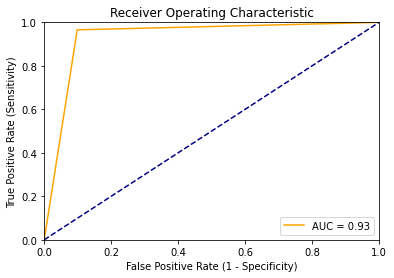 Receiver Operating Characteristic
True Positive Rate (Sensitivity)
1.0
0.8
0.6
0.4
0.2
0.0
AUC = 0.93
0.0 0.2 0.4 0.6 0.8 1.0
False Positive Rate (1 - Specificity)